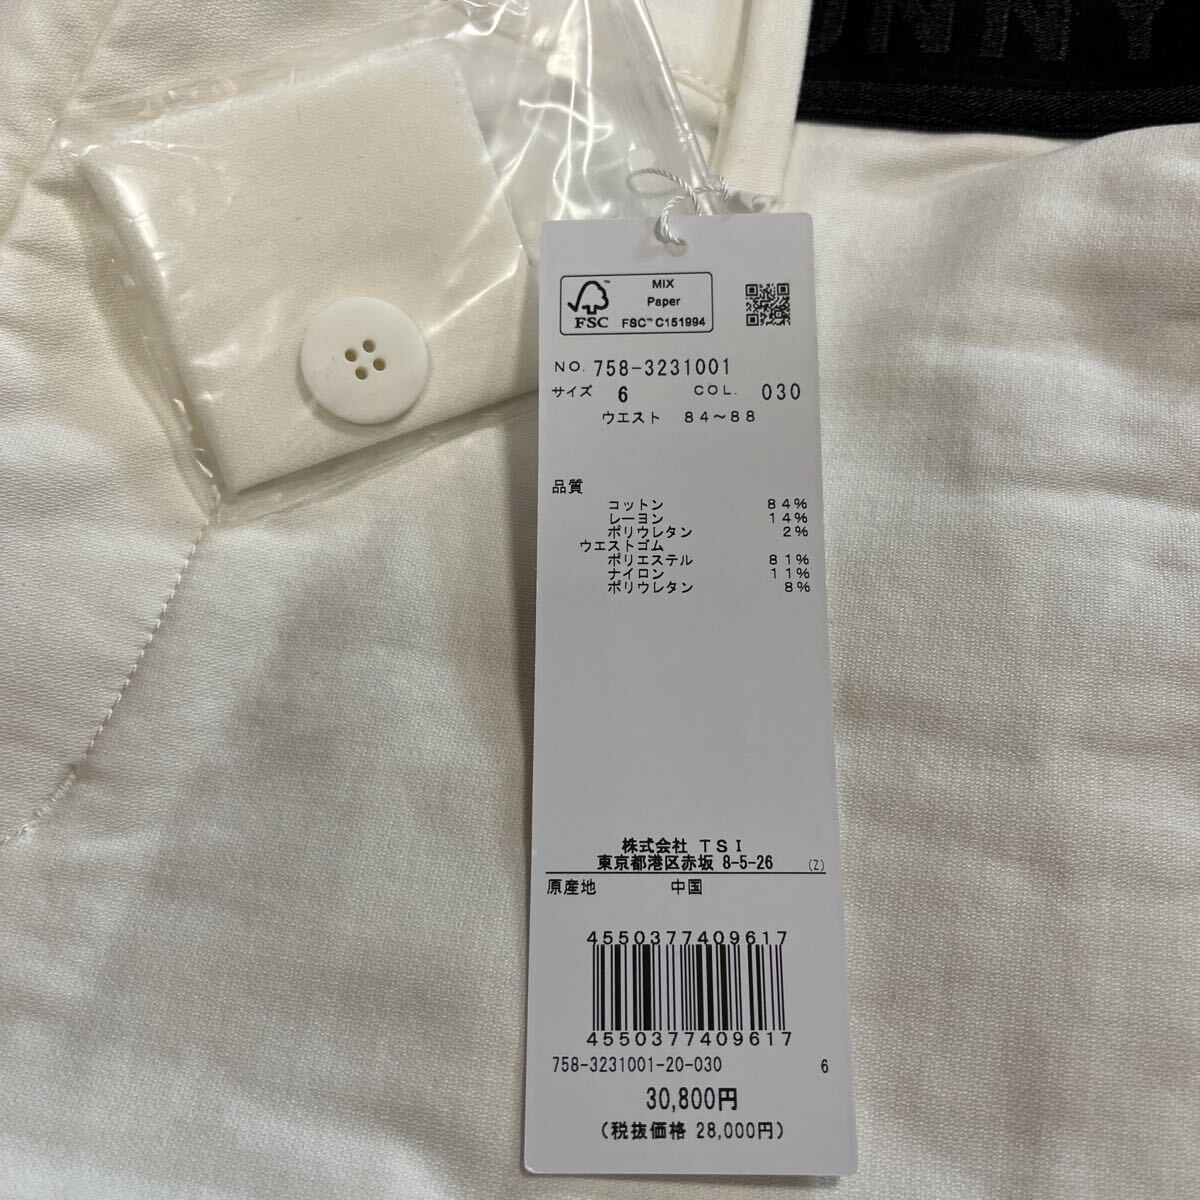 UNNY
MIX
Paper
FSC™ C151994
FSC
NO. 758-3231001
サイズ 6 COL. 030
ウエスト 84～88
品質
コットン 84%
レーヨン 14%
ポリウレタン 2%
ウエストゴム
ポリエステル 81%
ナイロン 11%
ポリウレタン 8%
株式会社 TSI
東京都港区赤坂 8-5-26 (Z)
原産地 中国
4550377409617
4550377409617
758-3231001-20-030 6
30,800円
(税抜価格 28,000円)